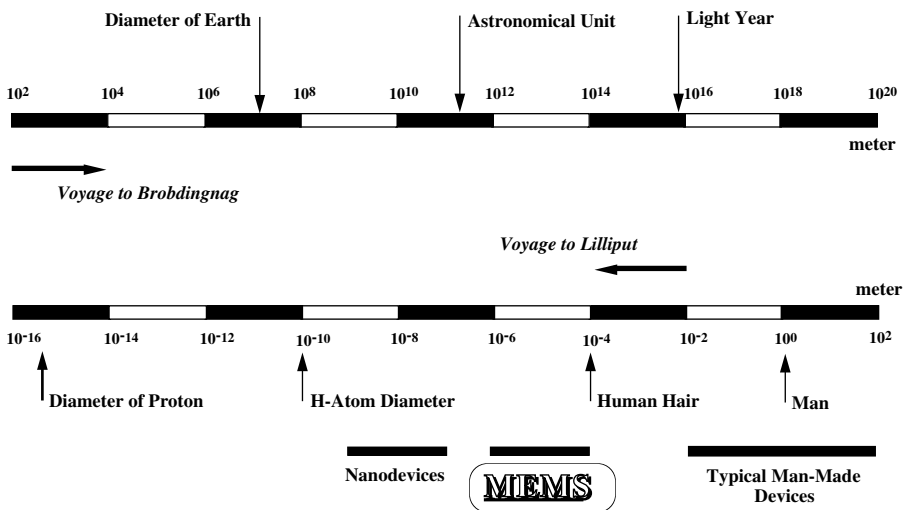 Diameter of Earth Astronomical Unit Light Year
10² 10⁴ 10⁶ 10⁸ 10¹⁰ 10¹² 10¹⁴ 10¹⁶ 10¹⁸ 10²⁰
meter
Voyage to Brobdingnag
Voyage to Lilliput
meter
10⁻¹⁶ 10⁻¹⁴ 10⁻¹² 10⁻¹⁰ 10⁻⁸ 10⁻⁶ 10⁻⁴ 10⁻² 10⁰ 10²
Diameter of Proton H-Atom Diameter Human Hair Man
Nanodevices MEMS Typical Man-Made
Devices